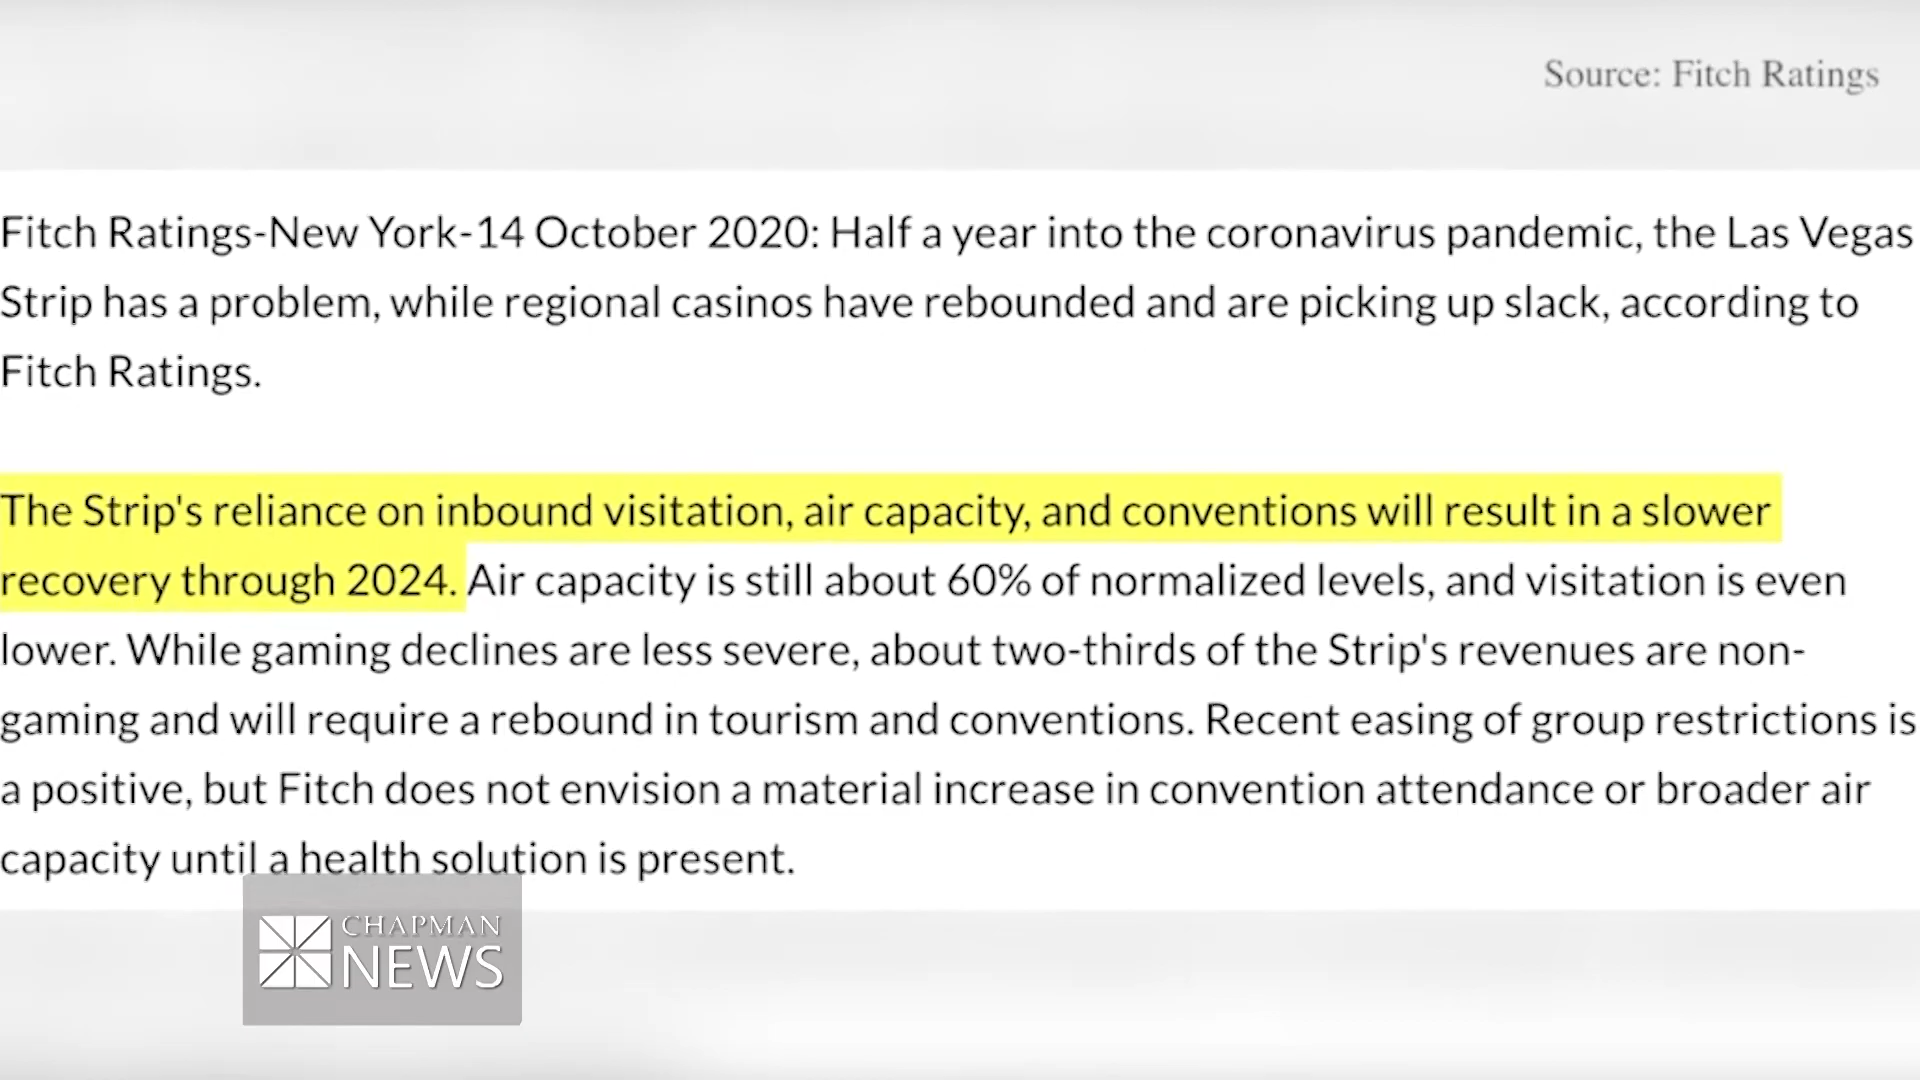 Source: Fitch Ratings
Fitch Ratings-New York-14 October 2020: Half a year into the coronavirus pandemic, the Las Vegas
Strip has a problem, while regional casinos have rebounded and are picking up slack, according to
Fitch Ratings.
The Strip's reliance on inbound visitation, air capacity, and conventions will result in a slower
recovery through 2024. Air capacity is still about 60% of normalized levels, and visitation is even
lower. While gaming declines are less severe, about two-thirds of the Strip's revenues are non-
gaming and will require a rebound in tourism and conventions. Recent easing of group restrictions is
a positive, but Fitch does not envision a material increase in convention attendance or broader air
capacity until a health solution is present.
CHAPMAN
NEWS